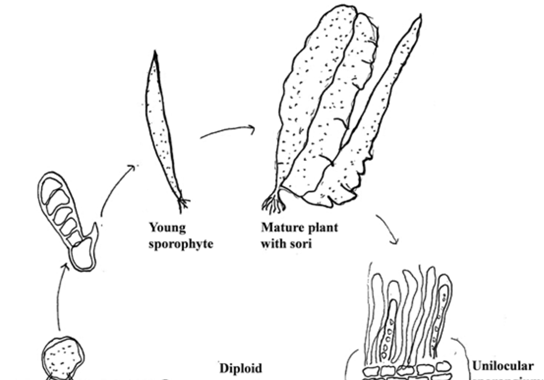 Young
sporophyte
Mature plant
with sori
Diploid
Unilocular